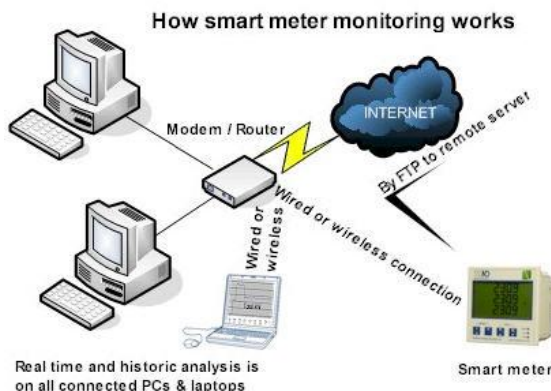 How smart meter monitoring works
INTERNET
Modem / Router
By FTP to remote server
Wired or wireless connection
Wired or
wireless
Real time and historic analysis is
on all connected PCs & laptops
Smart meter